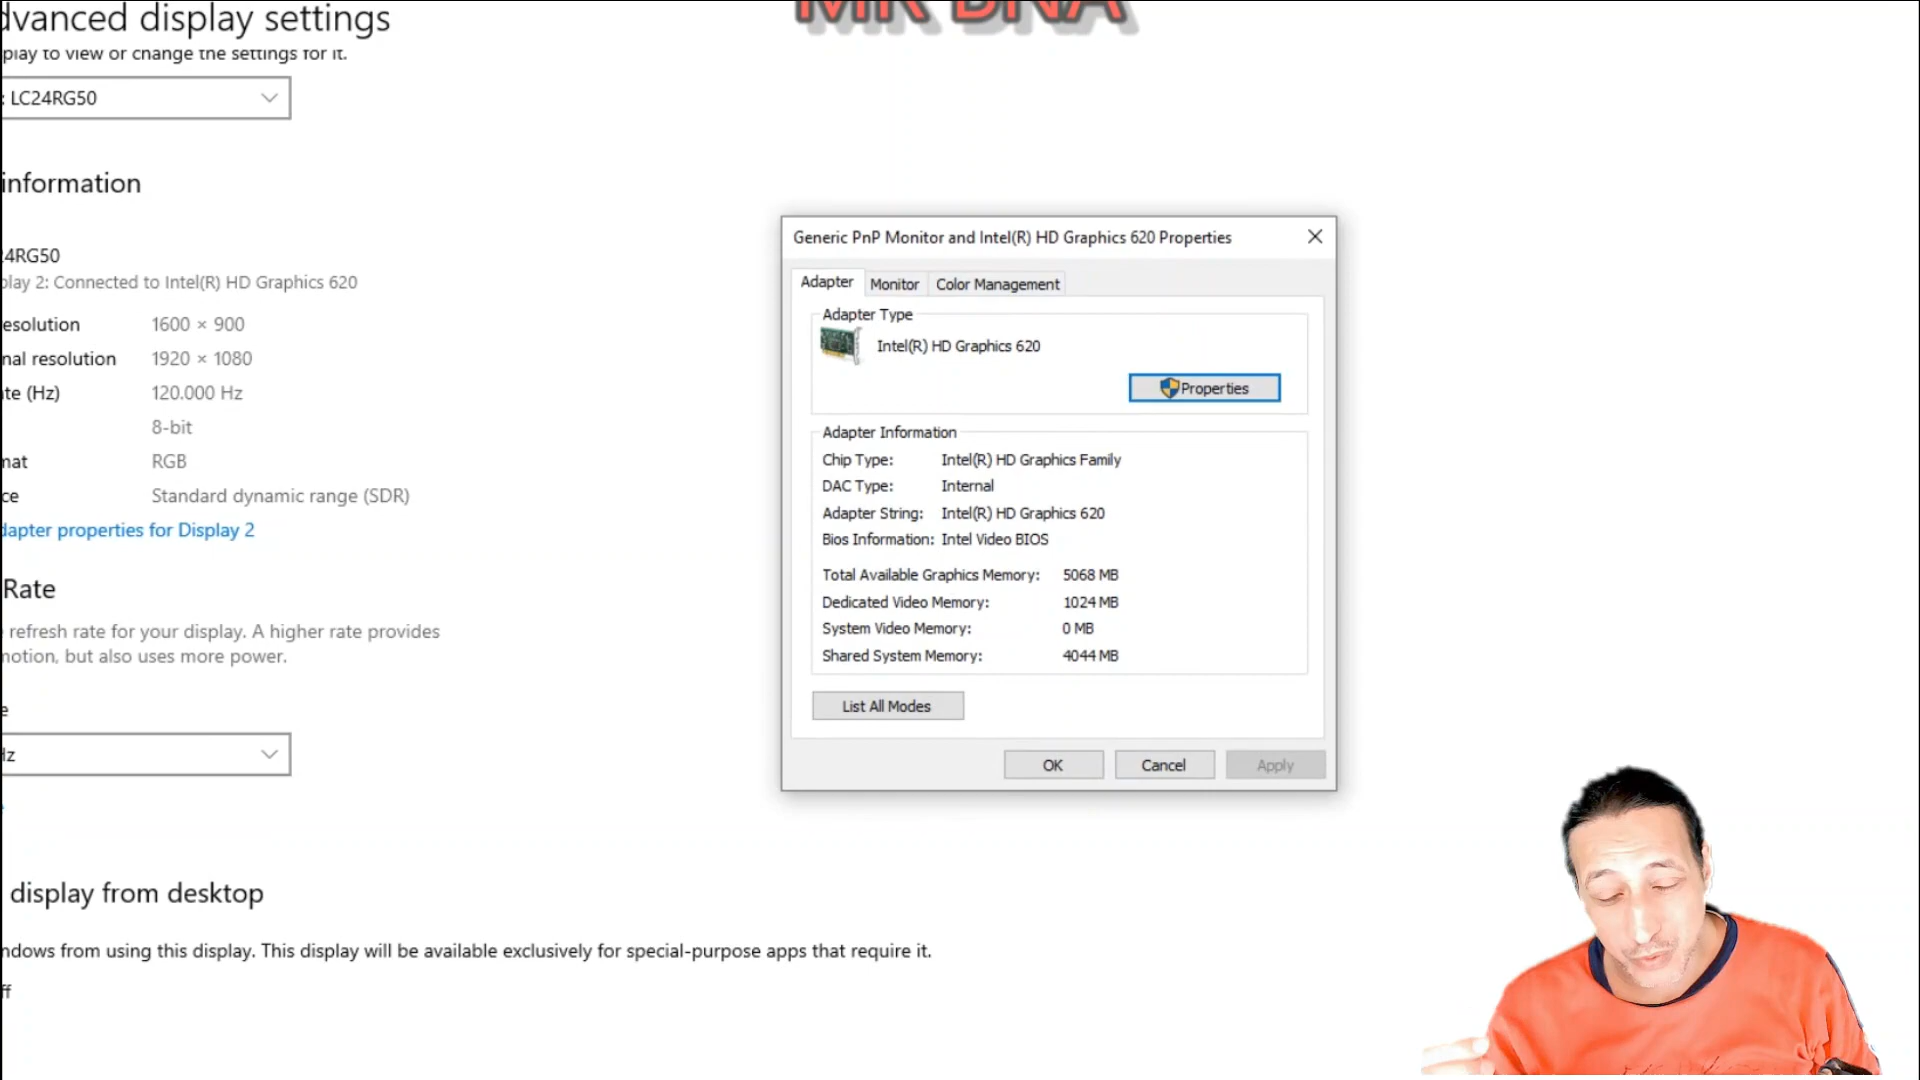 MR DNA
dvanced display settings
play to view or change the settings for it.
: LC24RG50
information
24RG50
play 2: Connected to Intel(R) HD Graphics 620
esolution 1600 × 900
nal resolution 1920 × 1080
te (Hz) 120.000 Hz
8-bit
mat RGB
ce Standard dynamic range (SDR)
dapter properties for Display 2
Rate
refresh rate for your display. A higher rate provides
motion, but also uses more power.
e
Hz
display from desktop
ndows from using this display. This display will be available exclusively for special-purpose apps that require it.
ff
Generic PnP Monitor and Intel(R) HD Graphics 620 Properties
Adapter Monitor Color Management
Adapter Type
Intel(R) HD Graphics 620
Properties
Adapter Information
Chip Type: Intel(R) HD Graphics Family
DAC Type: Internal
Adapter String: Intel(R) HD Graphics 620
Bios Information: Intel Video BIOS
Total Available Graphics Memory: 5068 MB
Dedicated Video Memory: 1024 MB
System Video Memory: 0 MB
Shared System Memory: 4044 MB
List All Modes
OK Cancel Apply